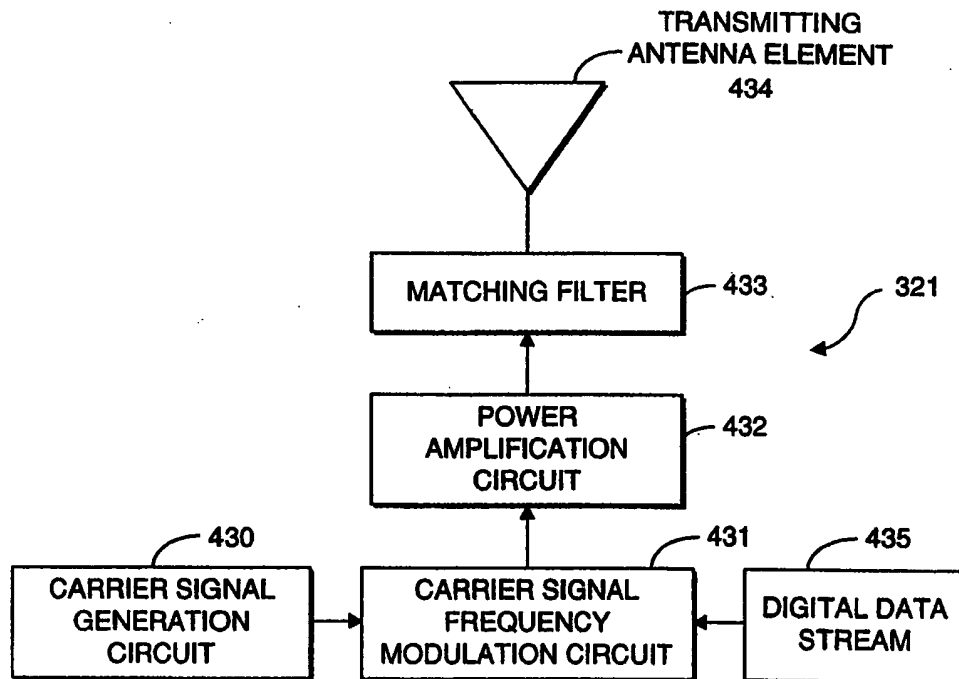 TRANSMITTING
ANTENNA ELEMENT
434
MATCHING FILTER
433
321
POWER
AMPLIFICATION
CIRCUIT
432
430
431
435
CARRIER SIGNAL
GENERATION
CIRCUIT
CARRIER SIGNAL
FREQUENCY
MODULATION CIRCUIT
DIGITAL DATA
STREAM